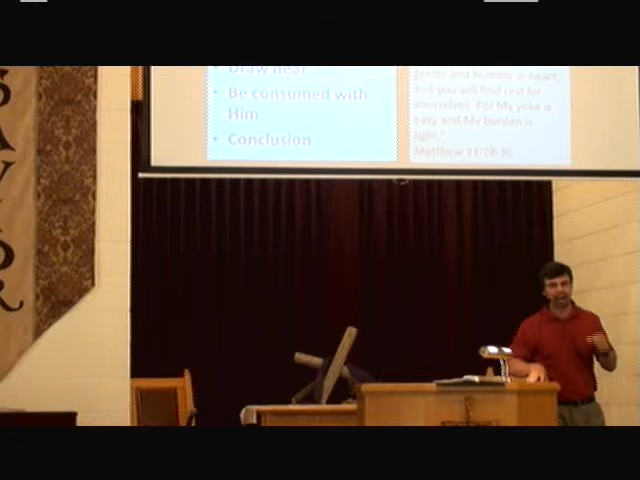 S
A
V
I
O
R
• Draw near
• Be consumed with
Him
• Conclusion
gentle and humble in heart,
and you will find rest for
yourselves. For My yoke is
easy and My burden is
light."
Matthew 11:28-30